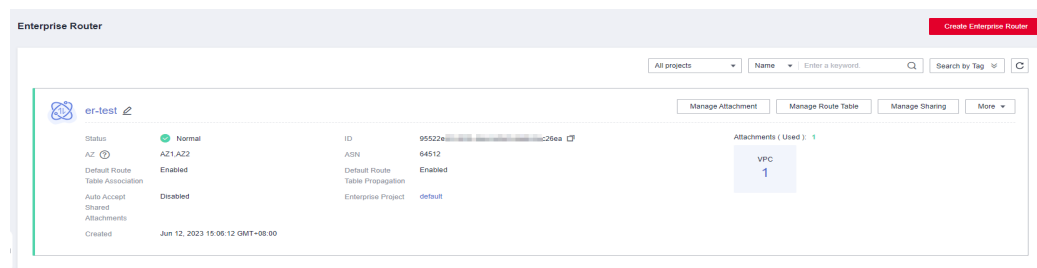 Enterprise Router
Create Enterprise Router
All projects
Name
Enter a keyword.
Search by Tag
er-test
Manage Attachment
Manage Route Table
Manage Sharing
More
Status
Normal
ID
95522e
c26ea
Attachments ( Used ): 1
AZ
AZ1,AZ2
ASN
64512
VPC
1
Default Route
Table Association
Enabled
Default Route
Table Propagation
Enabled
Auto Accept
Shared
Attachments
Disabled
Enterprise Project
default
Created
Jun 12, 2023 15:06:12 GMT+08:00